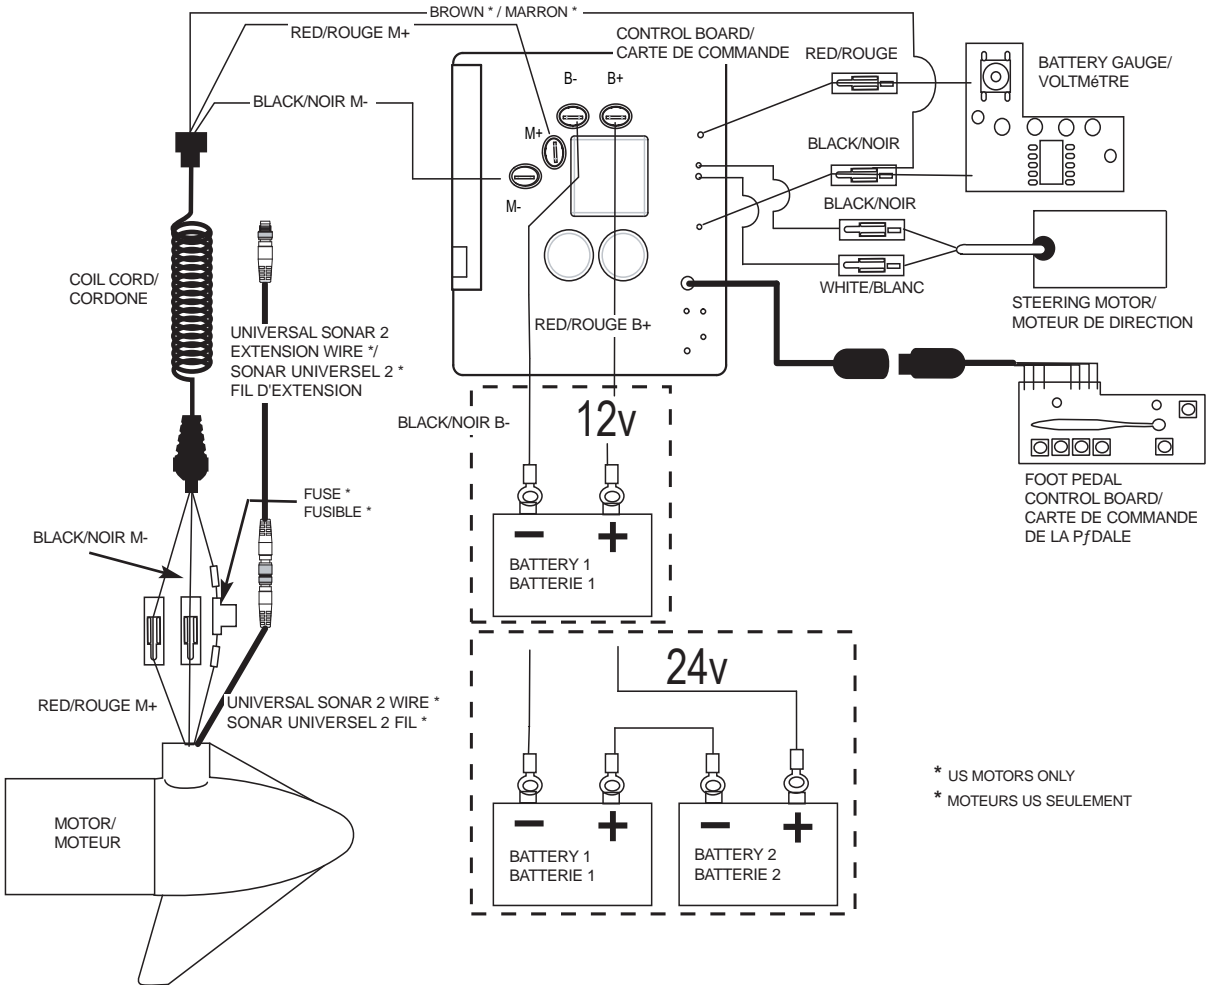 BROWN * / MARRON *
RED/ROUGE M+
CONTROL BOARD/
CARTE DE COMMANDE
RED/ROUGE
BATTERY GAUGE/
VOLTMéTRE
B-
B+
BLACK/NOIR M-
M+
BLACK/NOIR
M-
BLACK/NOIR
COIL CORD/
CORDONE
WHITE/BLANC
STEERING MOTOR/
MOTEUR DE DIRECTION
RED/ROUGE B+
UNIVERSAL SONAR 2
EXTENSION WIRE */
SONAR UNIVERSEL 2 *
FIL D'EXTENSION
BLACK/NOIR B-
12v
FOOT PEDAL
CONTROL BOARD/
CARTE DE COMMANDE
DE LA PƒDALE
FUSE *
FUSIBLE *
BLACK/NOIR M-
− +
BATTERY 1
BATTERIE 1
24v
RED/ROUGE M+
UNIVERSAL SONAR 2 WIRE *
SONAR UNIVERSEL 2 FIL *
* US MOTORS ONLY
* MOTEURS US SEULEMENT
MOTOR/
MOTEUR
− +
BATTERY 1
BATTERIE 1
− +
BATTERY 2
BATTERIE 2